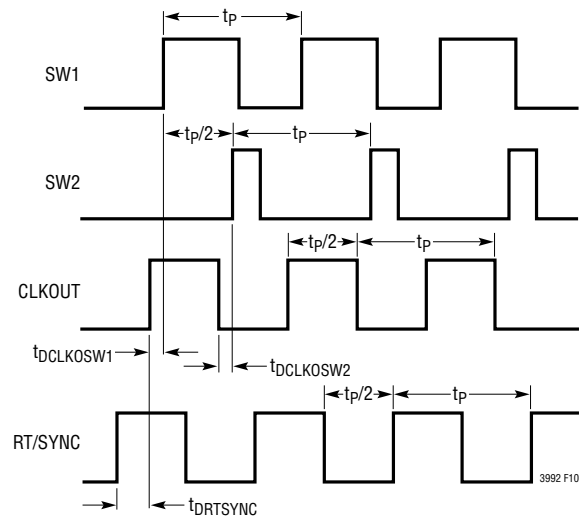 tP
SW1
tP/2
tP
SW2
tP/2
tP
CLKOUT
tDCLKOSW1
tDCLKOSW2
tP/2
tP
RT/SYNC
3992 F10
tDRTSYNC